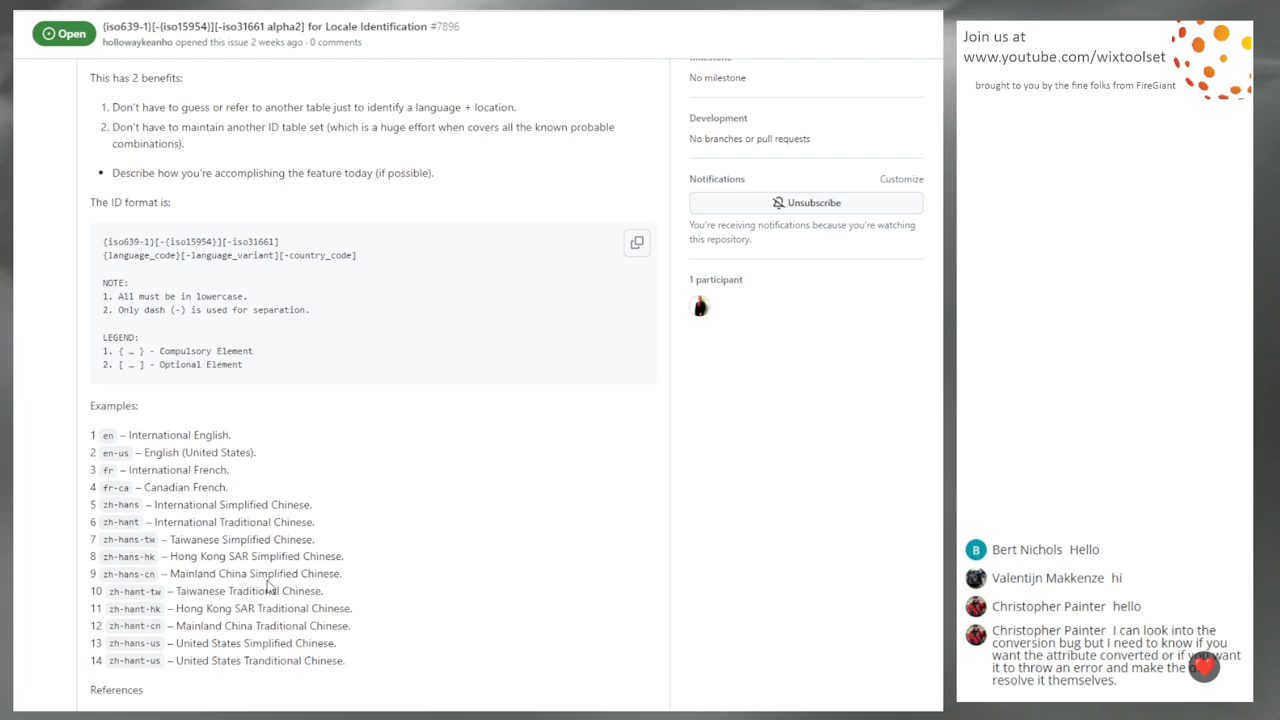 Open
(iso639-1)[-(iso15954)][-iso31661 alpha2] for Locale Identification #7896
hollowaykeanho opened this issue 2 weeks ago · 0 comments
This has 2 benefits:
1. Don't have to guess or refer to another table just to identify a language + location.
2. Don't have to maintain another ID table set (which is a huge effort when covers all the known probable
combinations).
▪ Describe how you're accomplishing the feature today (if possible).
The ID format is:
{iso639-1}[-{iso15954}][-iso31661]
{language_code}[-language_variant][-country_code]
NOTE:
1. All must be in lowercase.
2. Only dash (-) is used for separation.
LEGEND:
1. { … } - Compulsory Element
2. [ … ] - Optional Element
Examples:
1 en – International English.
2 en-us – English (United States).
3 fr – International French.
4 fr-ca – Canadian French.
5 zh-hans – International Simplified Chinese.
6 zh-hant – International Traditional Chinese.
7 zh-hans-tw – Taiwanese Simplified Chinese.
8 zh-hans-hk – Hong Kong SAR Simplified Chinese.
9 zh-hans-cn – Mainland China Simplified Chinese.
10 zh-hant-tw – Taiwanese Traditional Chinese.
11 zh-hant-hk – Hong Kong SAR Traditional Chinese.
12 zh-hant-cn – Mainland China Traditional Chinese.
13 zh-hans-us – United States Simplified Chinese.
14 zh-hant-us – United States Tranditional Chinese.
References
Milestone
No milestone
Development
No branches or pull requests
Notifications
Customize
Unsubscribe
You're receiving notifications because you're watching
this repository.
1 participant
Join us at
www.youtube.com/wixtoolset
brought to you by the fine folks from FireGiant
B Bert Nichols Hello
Valentijn Makkenze hi
Christopher Painter hello
Christopher Painter I can look into the
conversion bug but I need to know if you
want the attribute converted or if you want
it to throw an error and make the
resolve it themselves.